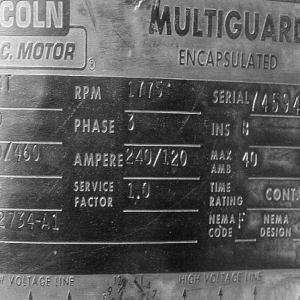 COLN MULTIGUARD
C. MOTOR ® ENCAPSULATED
RPM 1775 SERIAL 74594
PHASE 3 INS B
/460 AMPERE 240/120 MAX AMB. 40
SERVICE FACTOR 1.0 TIME RATING CONT.
2734-A1 NEMA CODE F NEMA DESIGN
HIGH VOLTAGE LINE HIGH VOLTAGE LINE